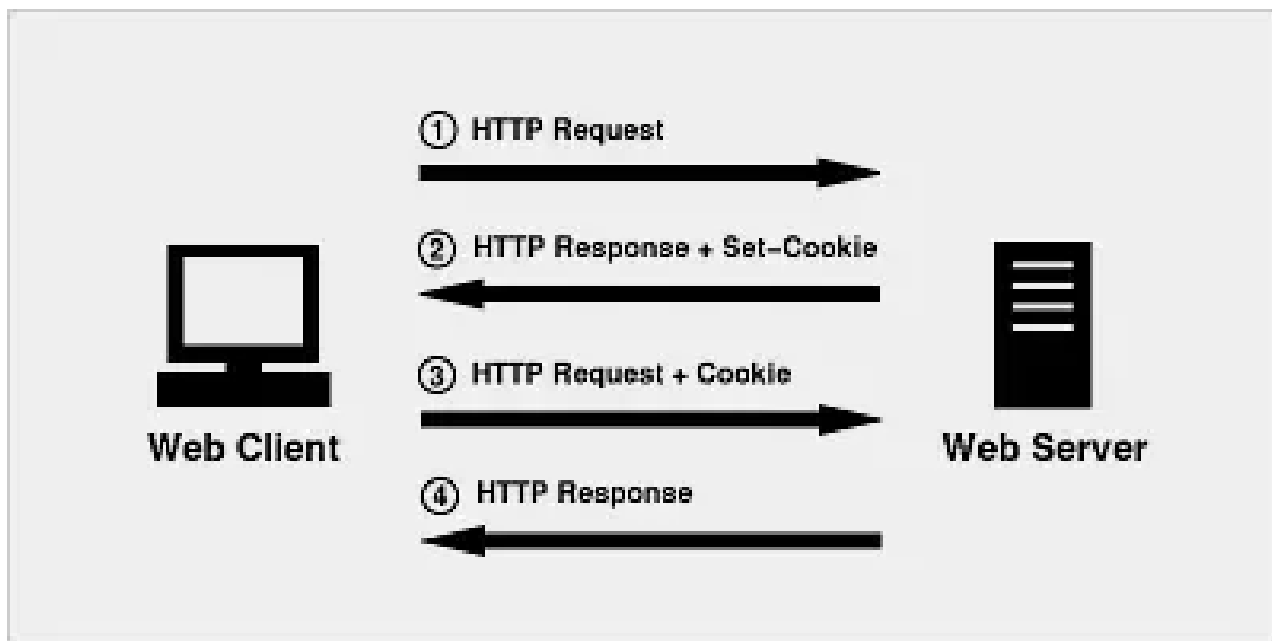 ① HTTP Request
② HTTP Response + Set-Cookie
③ HTTP Request + Cookie
Web Client
Web Server
④ HTTP Response